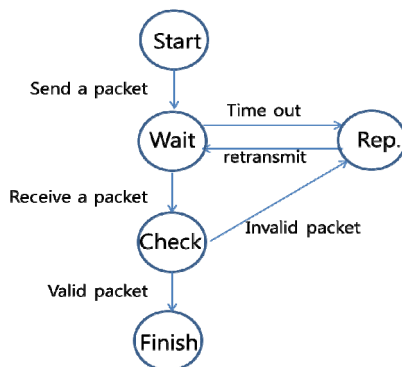 Start
Send a packet
Time out
Wait
Rep.
retransmit
Receive a packet
Invalid packet
Check
Valid packet
Finish